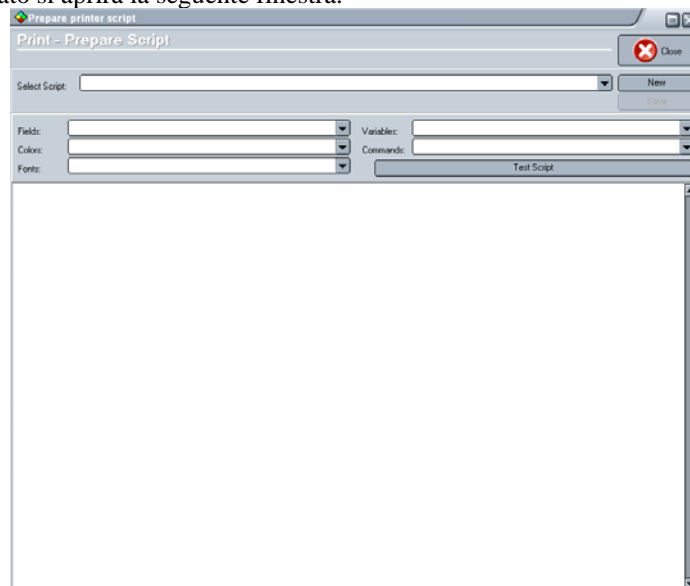 ato si aprirà la seguente finestra:
Prepare printer script
Print - Prepare Script
Close
Select Script:
New
Save
Fields:
Variables:
Colors:
Commands:
Fonts:
Test Script